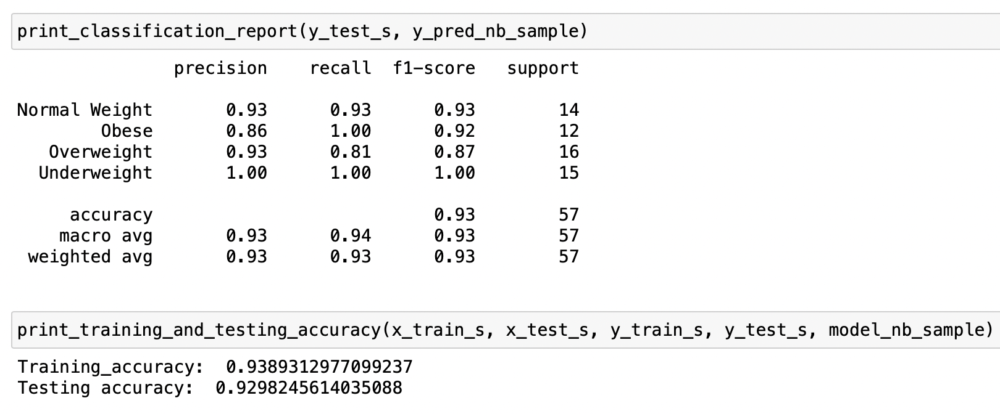 print_classification_report(y_test_s, y_pred_nb_sample)
precision recall f1-score support
Normal Weight 0.93 0.93 0.93 14
Obese 0.86 1.00 0.92 12
Overweight 0.93 0.81 0.87 16
Underweight 1.00 1.00 1.00 15
accuracy 0.93 57
macro avg 0.93 0.94 0.93 57
weighted avg 0.93 0.93 0.93 57
print_training_and_testing_accuracy(x_train_s, x_test_s, y_train_s, y_test_s, model_nb_sample)
Training_accuracy: 0.9389312977099237
Testing accuracy: 0.9298245614035088